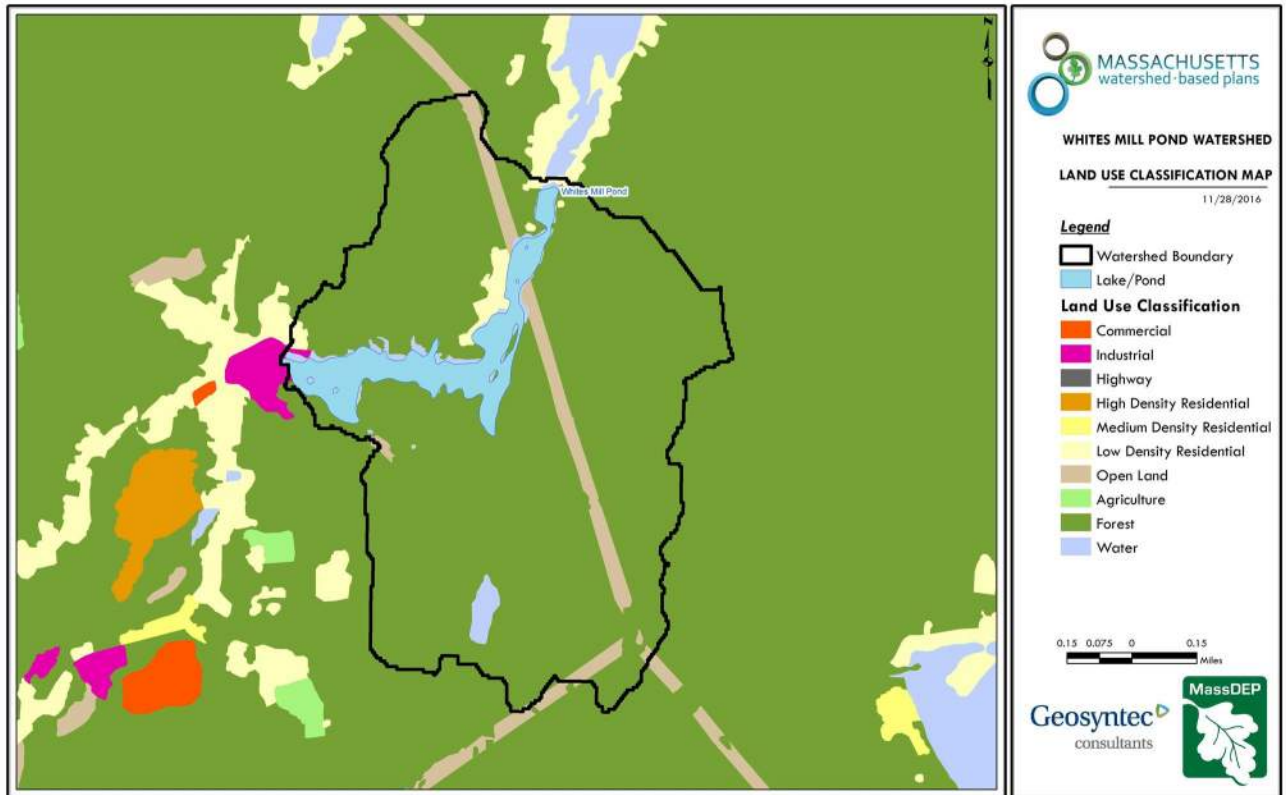 N
Whites Mill Pond
MASSACHUSETTS
watershed·based plans
WHITES MILL POND WATERSHED
LAND USE CLASSIFICATION MAP
11/28/2016
Legend
Watershed Boundary
Lake/Pond
Land Use Classification
Commercial
Industrial
Highway
High Density Residential
Medium Density Residential
Low Density Residential
Open Land
Agriculture
Forest
Water
0.15 0.075 0 0.15
Miles
Geosyntec
consultants
MassDEP